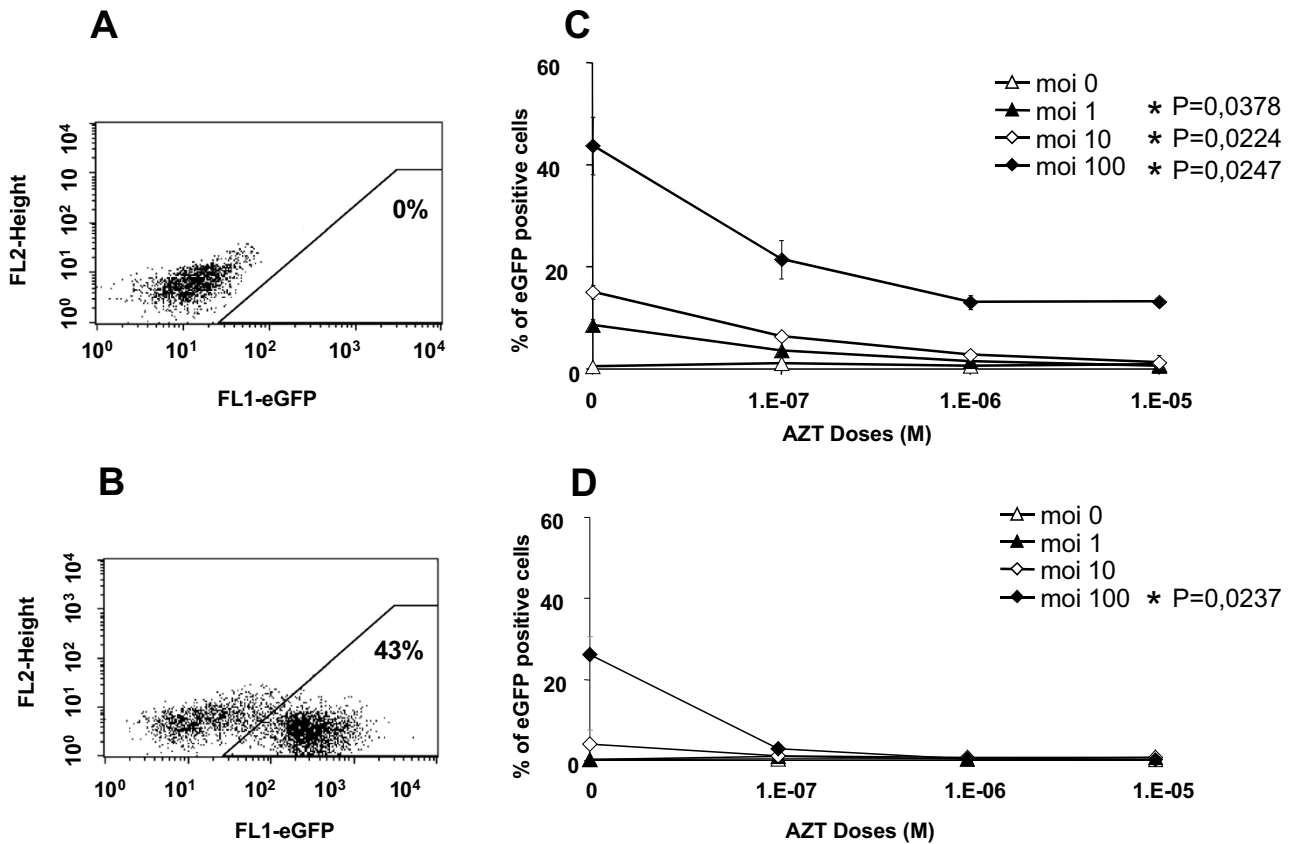 A
FL2-Height
10⁴
10
10²
10¹
10⁰
0%
10⁰ 10¹ 10² 10³ 10⁴
FL1-eGFP
C
% of eGFP positive cells
60
40
20
0
moi 0
moi 1 * P=0,0378
moi 10 * P=0,0224
moi 100 * P=0,0247
0 1.E-07 1.E-06 1.E-05
AZT Doses (M)
B
FL2-Height
10⁴
10³
10²
10¹
10⁰
43%
10⁰ 10¹ 10² 10³ 10⁴
FL1-eGFP
D
% of eGFP positive cells
60
40
20
0
moi 0
moi 1
moi 10
moi 100 * P=0,0237
0 1.E-07 1.E-06 1.E-05
AZT Doses (M)